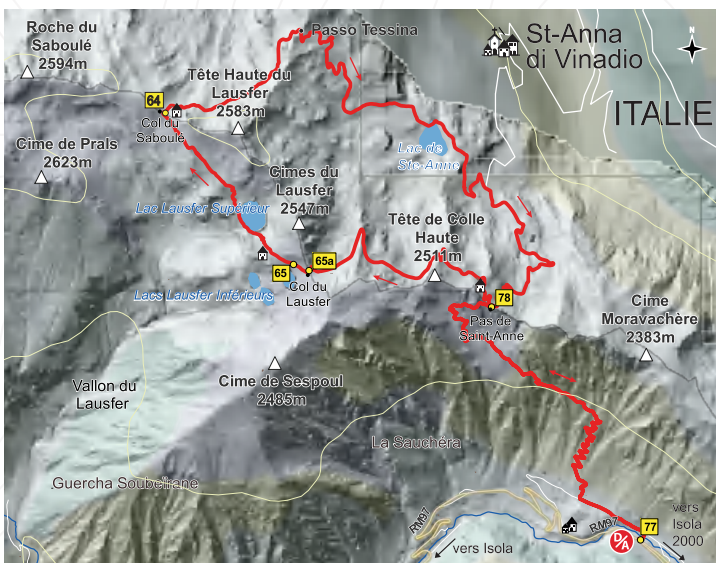 Roche du
Saboulé
2594m
Passo Tessina
St-Anna
di Vinadio
N
ITALIE
64
Tête Haute du
Lausfer
2583m
Col du
Saboulé
Cime de Prals
2623m
Lac de
Ste-Anne
Cimes du
Lausfer
2547m
Lac Lausfer Supérieur
Tête de Colle
Haute
2511m
65
65a
Col du
Lausfer
Lacs Lausfer Inférieurs
78
Pas de
Saint-Anne
Cime
Moravachère
2383m
Vallon du
Lausfer
Cime de Sespoul
2485m
La Sauchéra
Guercha Soubeirane
RM97
RM97
77
D/A
vers
Isola
2000
vers Isola